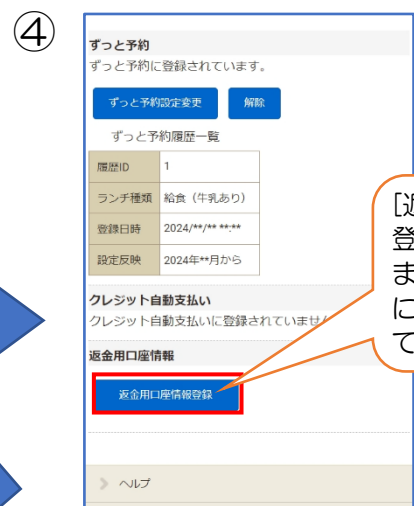 ④
ずっと予約
ずっと予約に登録されています。
ずっと予約設定変更 解除
ずっと予約履歴一覧
履歴ID 1
ランチ種類 給食（牛乳あり）
登録日時 2024/**/** **:**
設定反映 2024年**月から
クレジット自動支払い
クレジット自動支払いに登録されていませ
返金用口座情報
返金用口座情報登録
ヘルプ
[返
登
ま
に
て